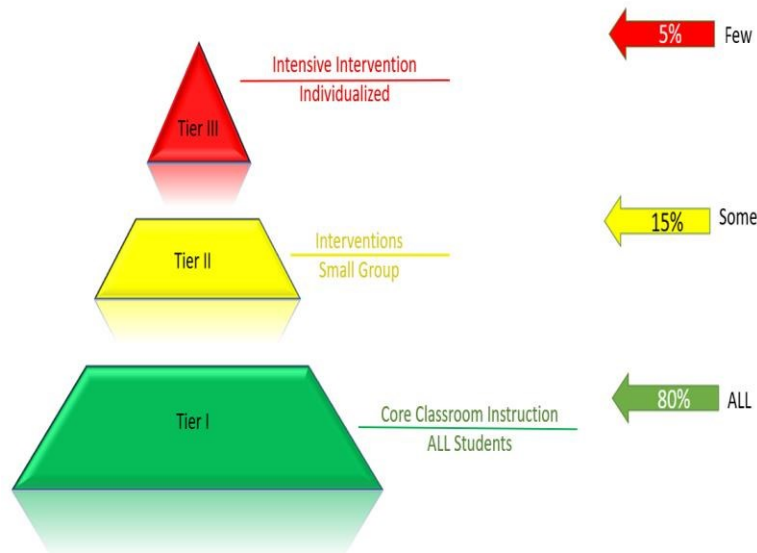 5% Few
Intensive Intervention
Individualized
Tier III
15% Some
Interventions
Small Group
Tier II
80% ALL
Core Classroom Instruction
ALL Students
Tier I